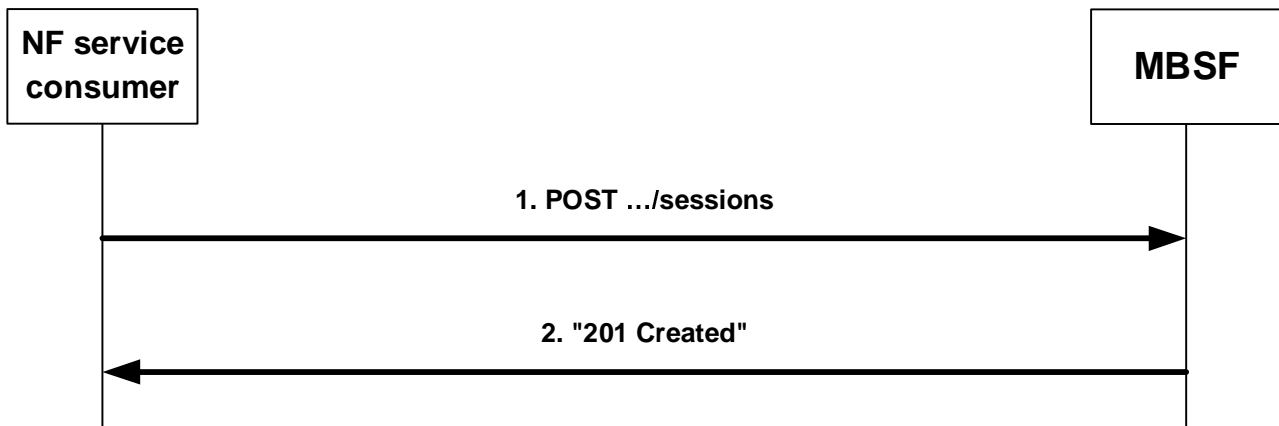 NF service
consumer
MBSF
1. POST …/sessions
2. "201 Created"